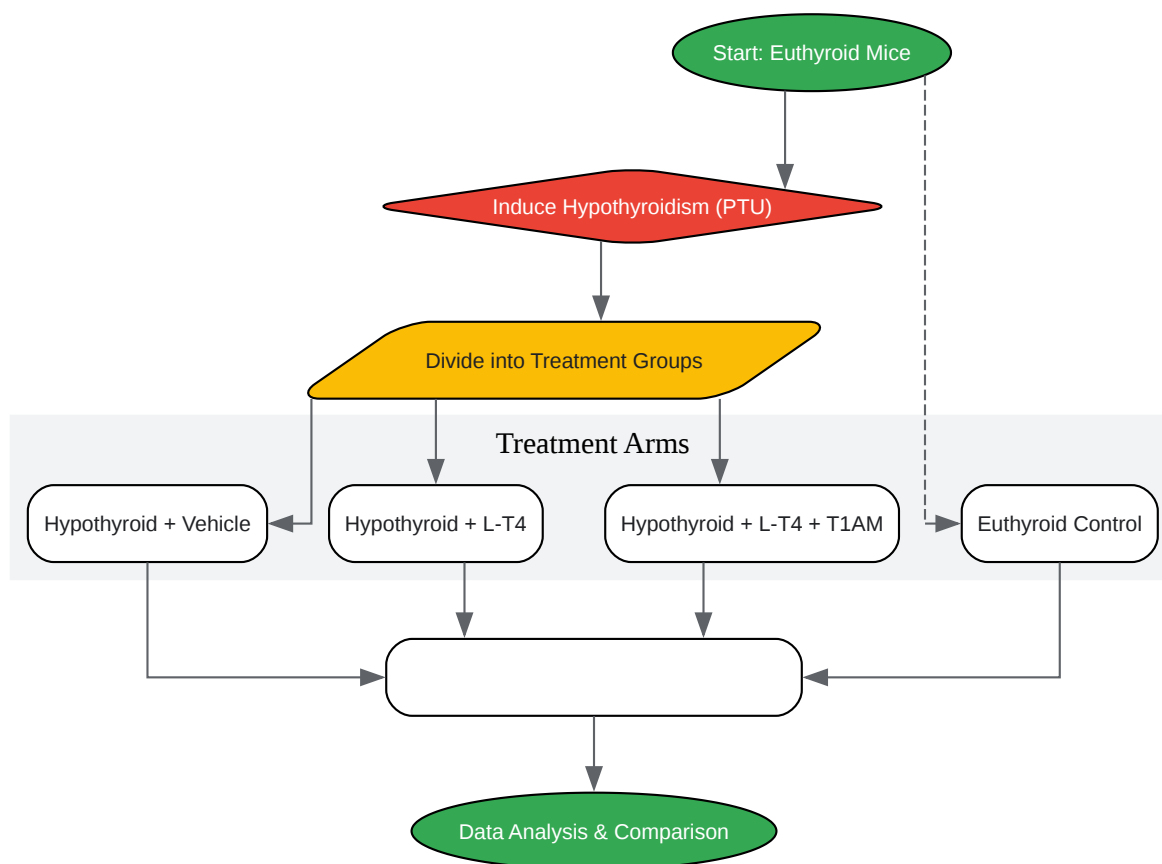 Start: Euthyroid Mice
Induce Hypothyroidism (PTU)
Divide into Treatment Groups
Treatment Arms
Hypothyroid + Vehicle
Hypothyroid + L-T4
Hypothyroid + L-T4 + T1AM
Euthyroid Control
Data Analysis & Comparison